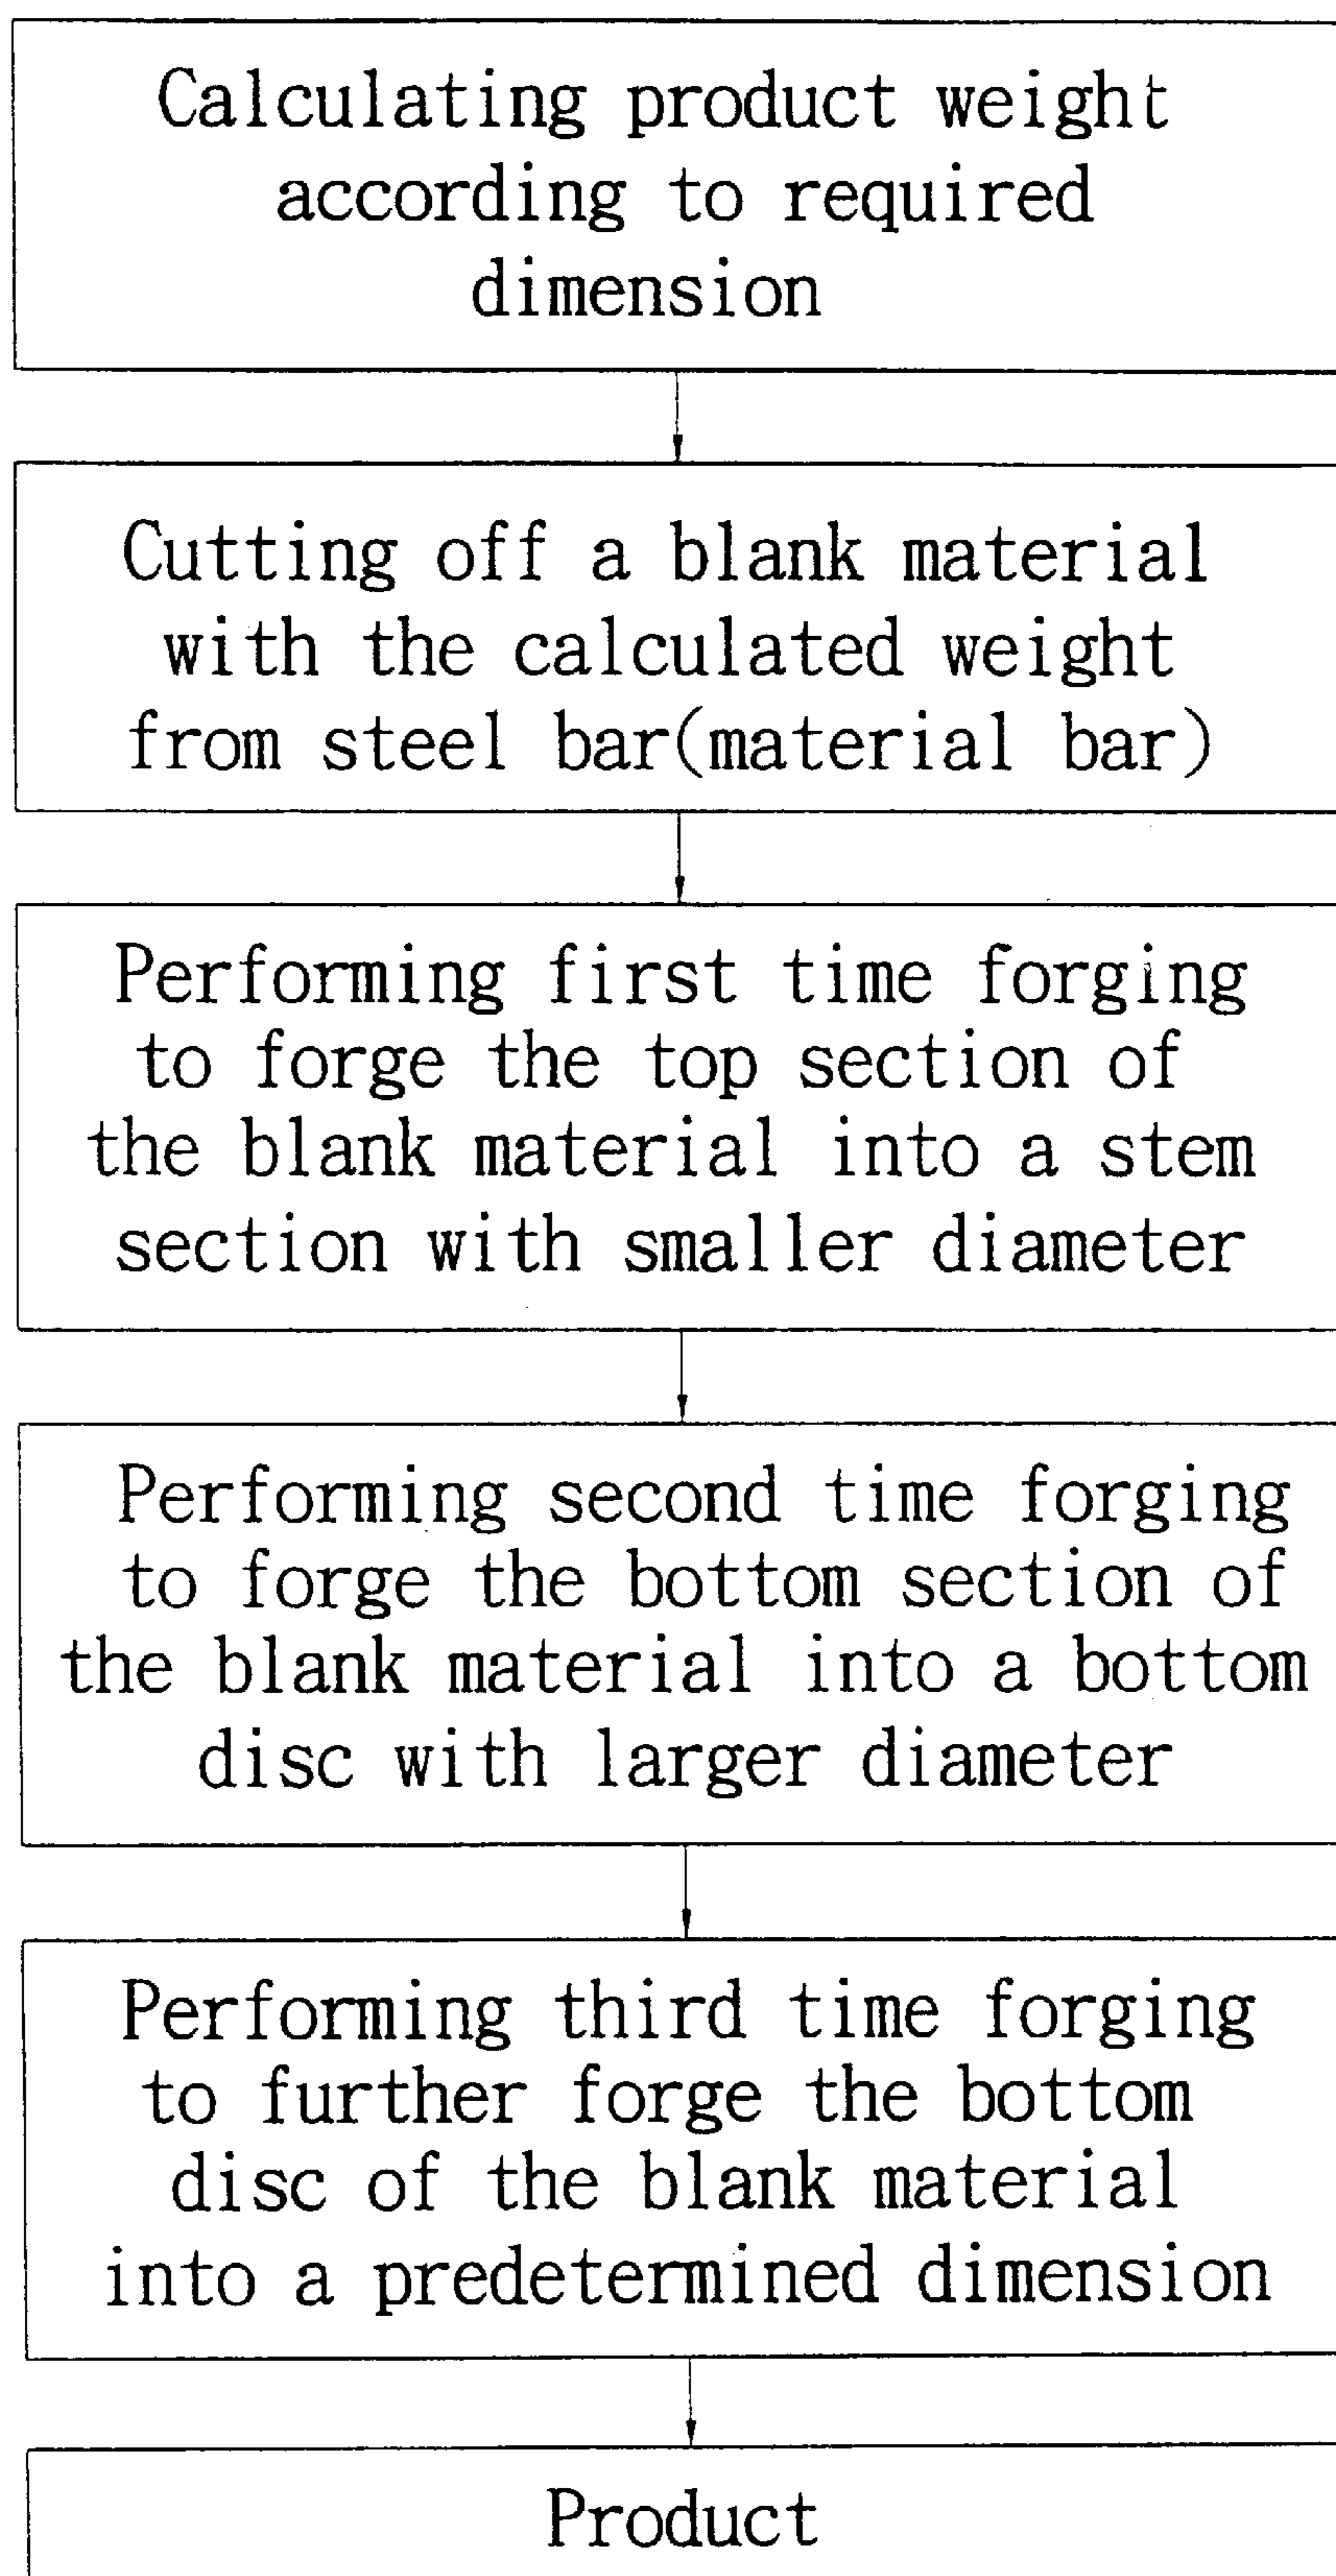 Calculating product weight
according to required
dimension
Cutting off a blank material
with the calculated weight
from steel bar(material bar)
Performing first time forging
to forge the top section of
the blank material into a stem
section with smaller diameter
Performing second time forging
to forge the bottom section of
the blank material into a bottom
disc with larger diameter
Performing third time forging
to further forge the bottom
disc of the blank material
into a predetermined dimension
Product